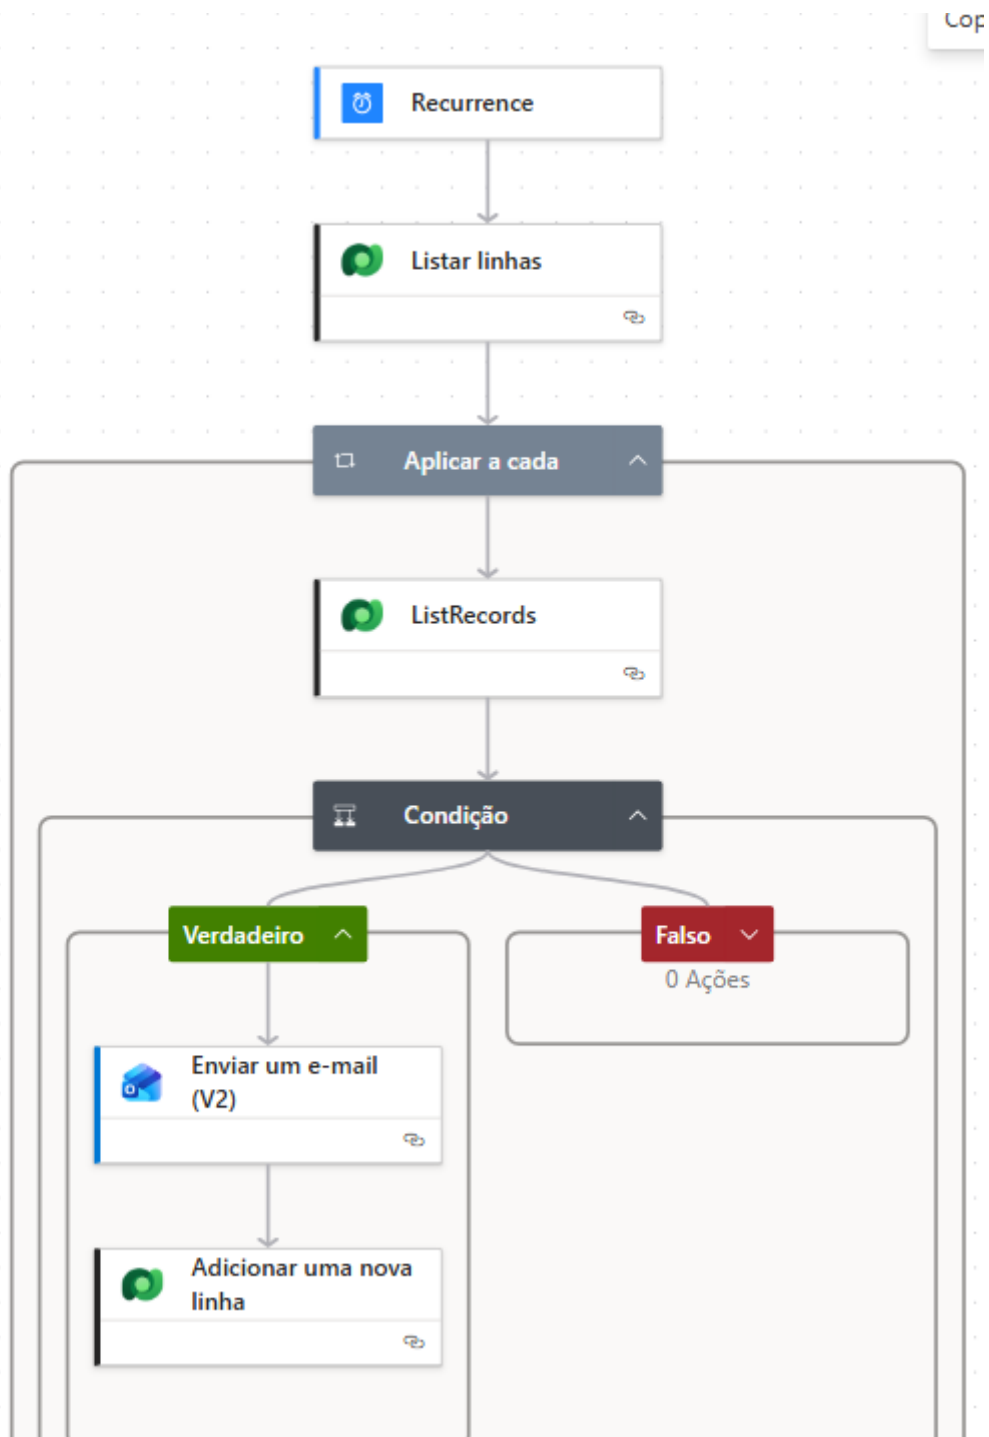 Cop
Recurrence
Listar linhas
Aplicar a cada
ListRecords
Condição
Verdadeiro
Falso
0 Ações
Enviar um e-mail
(V2)
Adicionar uma nova
linha